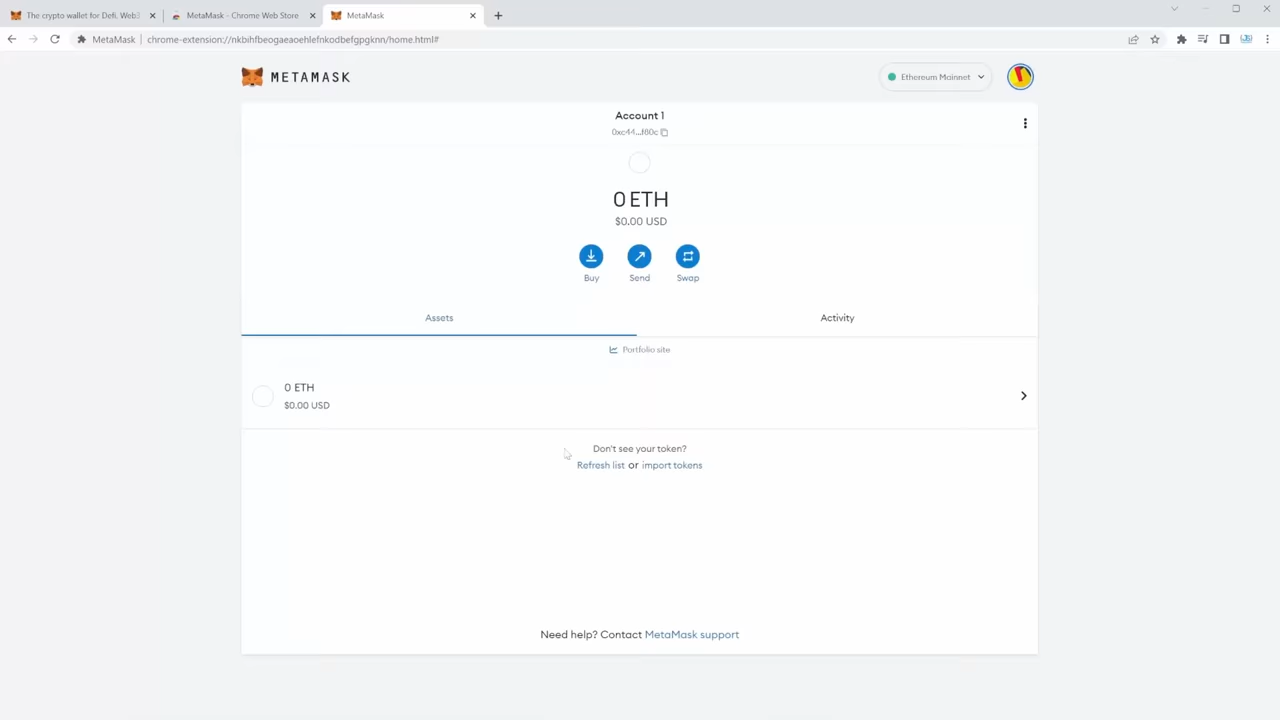 The crypto wallet for Defi, Web3
MetaMask - Chrome Web Store
MetaMask
MetaMask
chrome-extension://nkbihfbeogaeaoehlefnkodbefgpgknn/home.html#
METAMASK
Ethereum Mainnet
Account 1
0xc44...f80c
0 ETH
$0.00 USD
Buy
Send
Swap
Assets
Activity
Portfolio site
0 ETH
$0.00 USD
Don't see your token?
Refresh list or import tokens
Need help? Contact MetaMask support